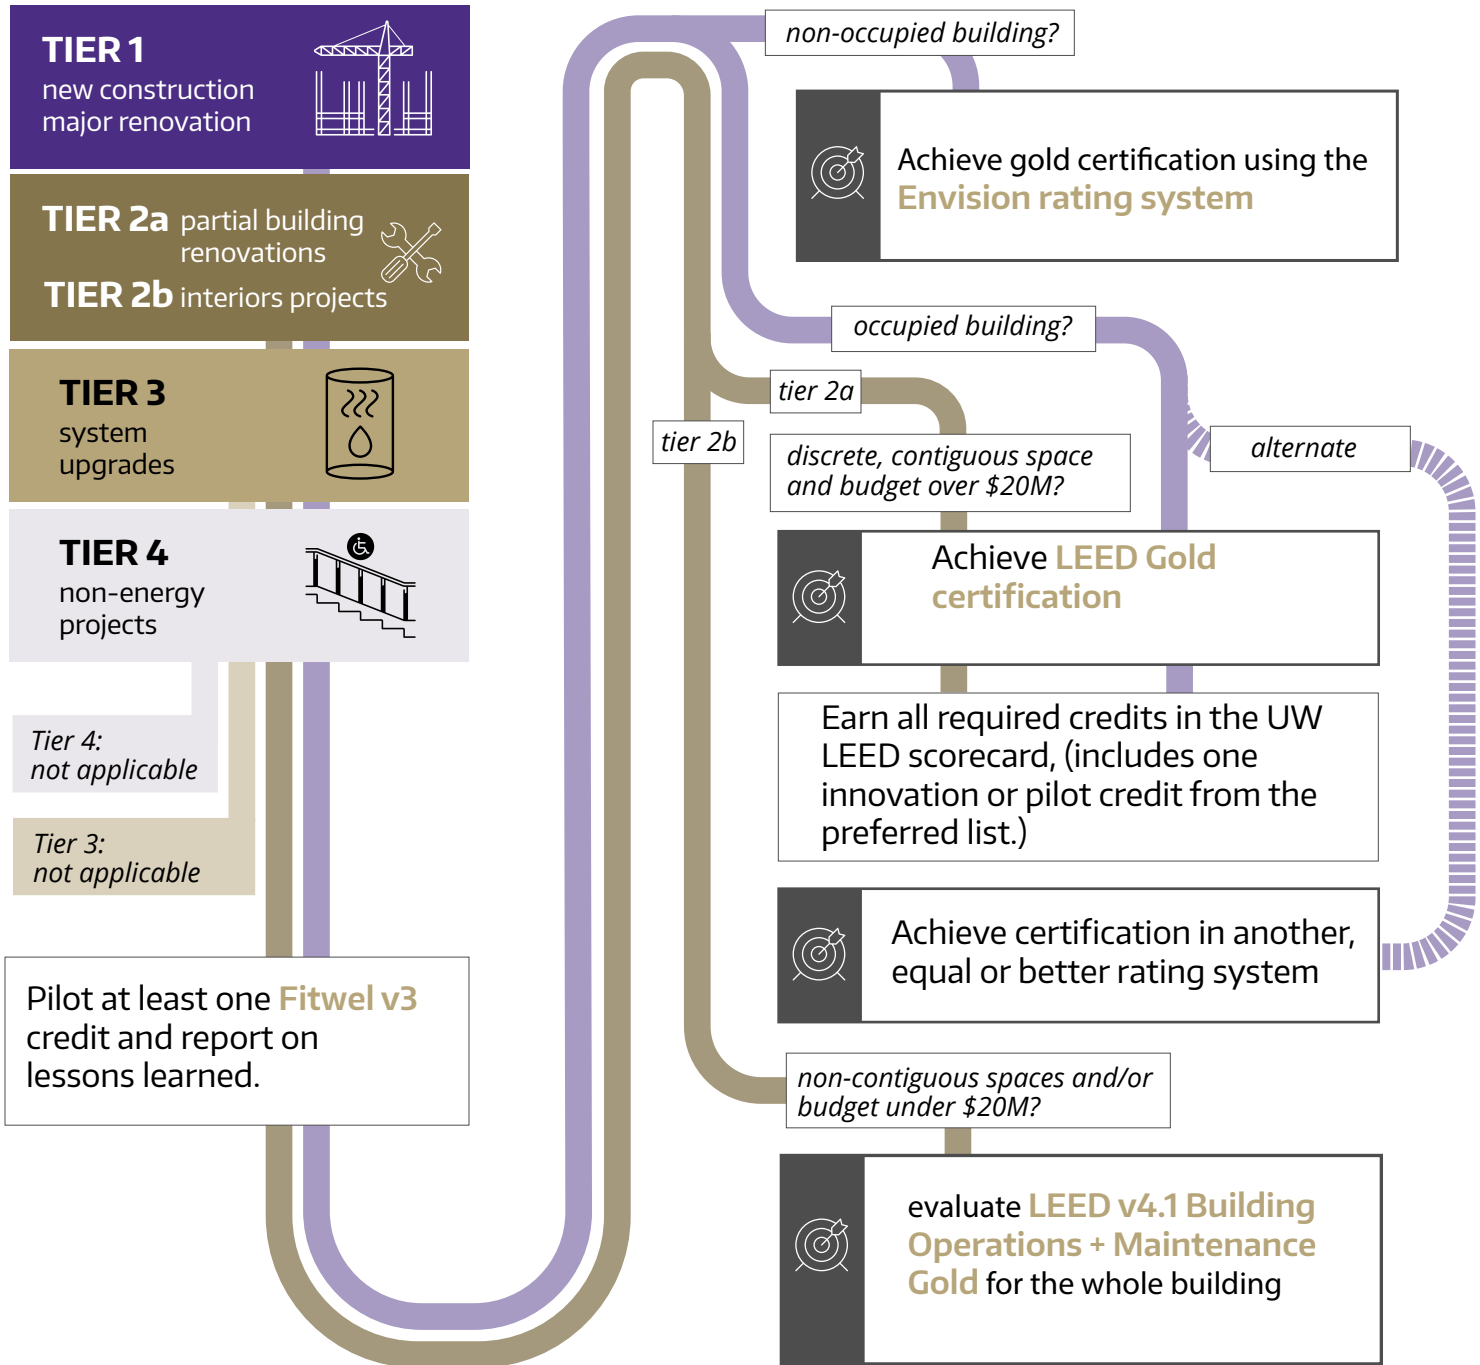 TIER 1
new construction
major renovation
TIER 2a partial building
renovations
TIER 2b interiors projects
TIER 3
system
upgrades
TIER 4
non-energy
projects
Tier 4:
not applicable
Tier 3:
not applicable
Pilot at least one Fitwel v3
credit and report on
lessons learned.
non-occupied building?
Achieve gold certification using the
Envision rating system
occupied building?
tier 2a
tier 2b
alternate
discrete, contiguous space
and budget over $20M?
Achieve LEED Gold
certification
Earn all required credits in the UW
LEED scorecard, (includes one
innovation or pilot credit from the
preferred list.)
Achieve certification in another,
equal or better rating system
non-contiguous spaces and/or
budget under $20M?
evaluate LEED v4.1 Building
Operations + Maintenance
Gold for the whole building